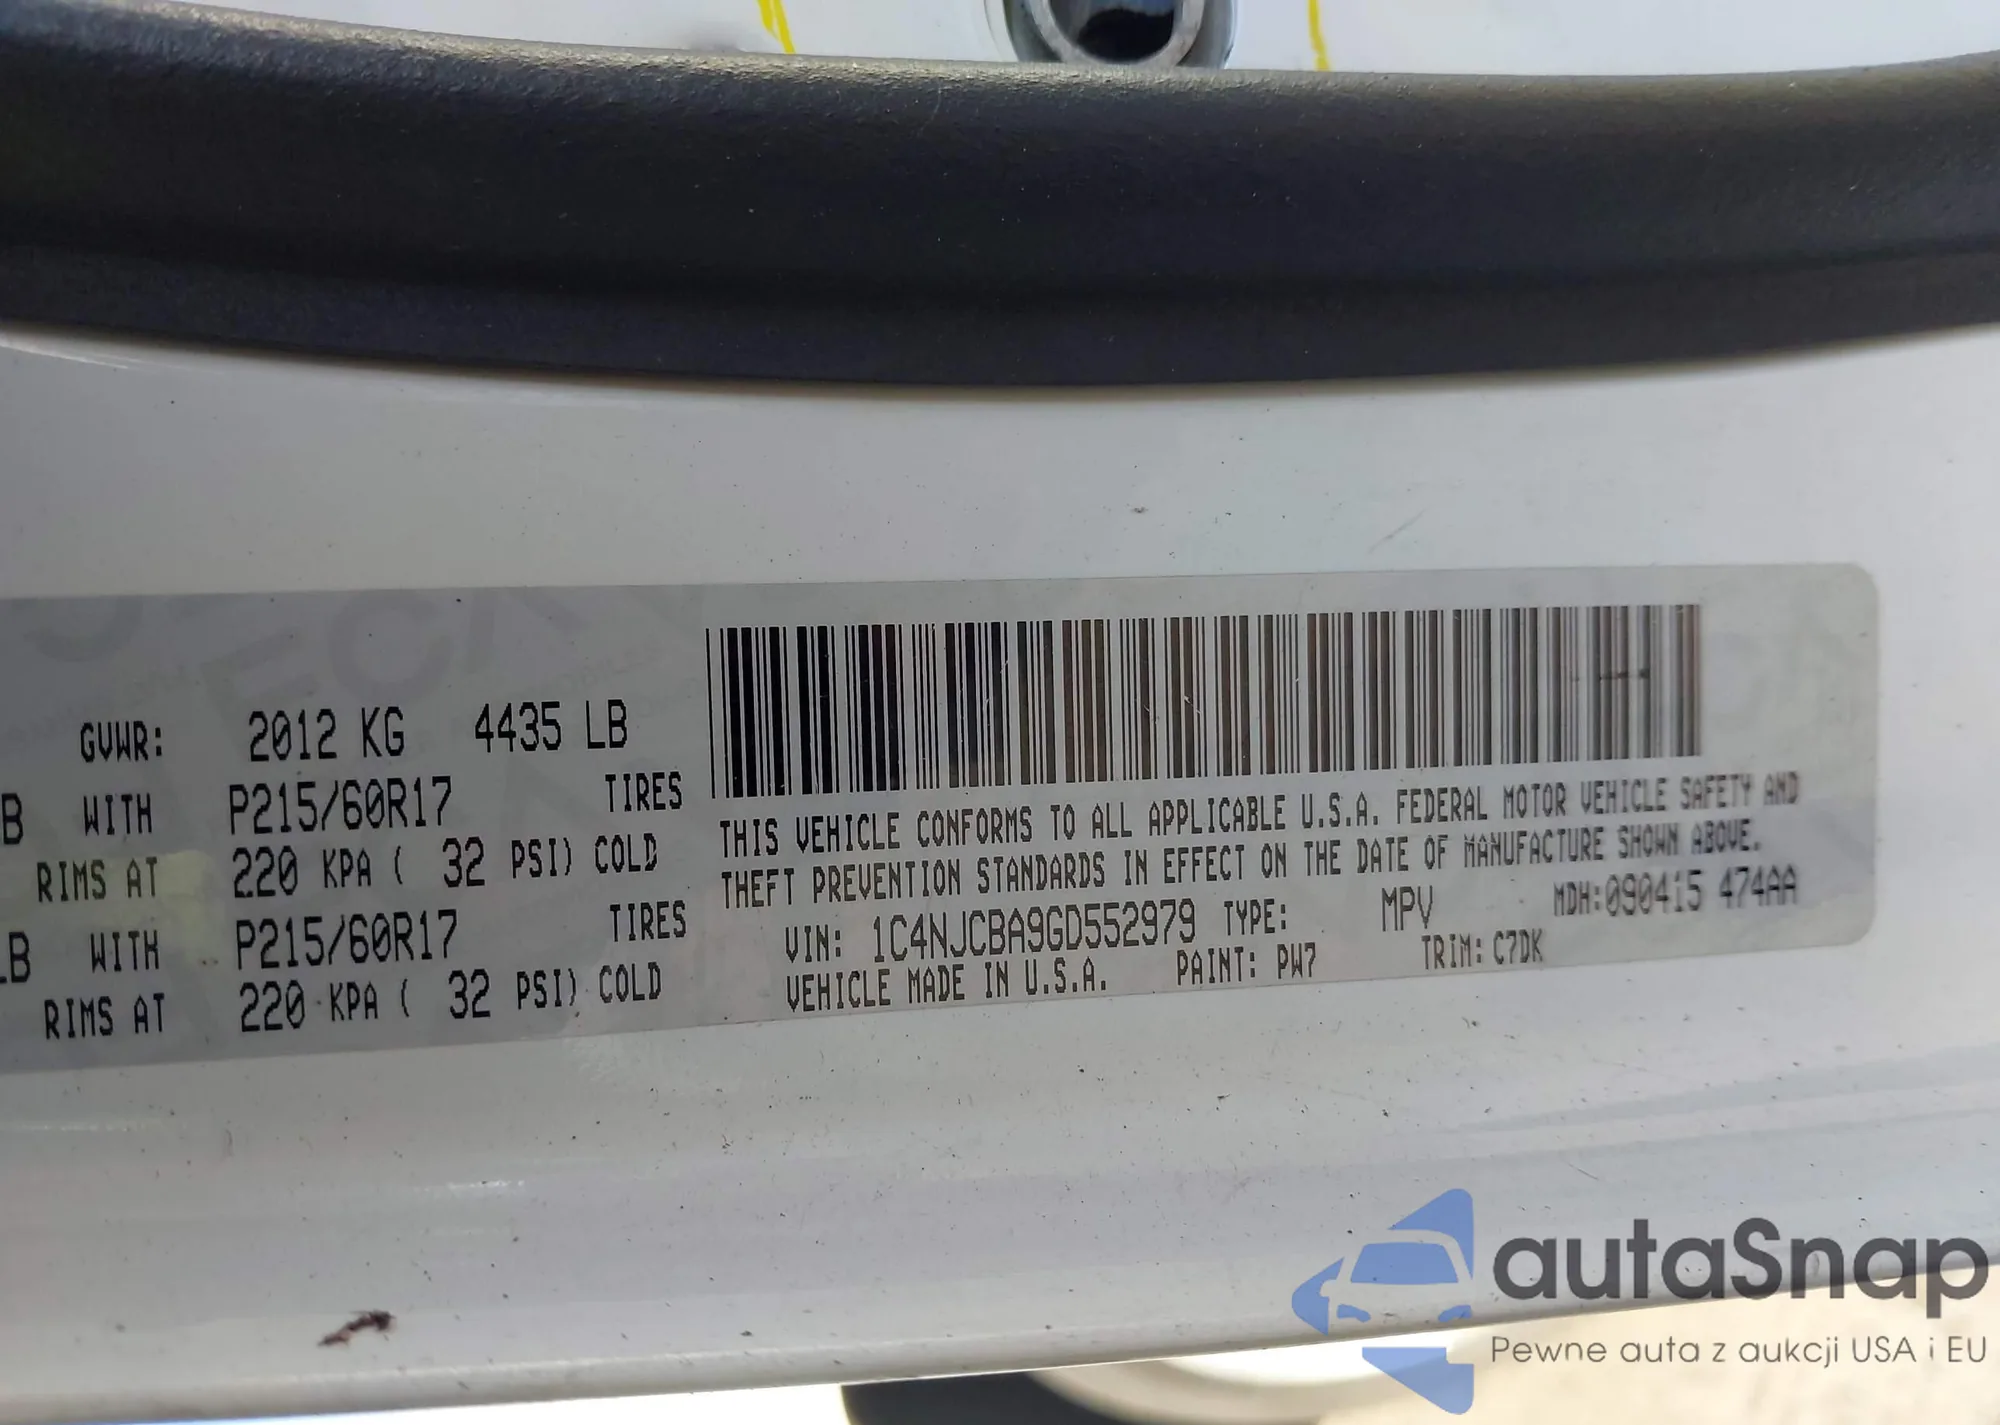 GVWR: 2012 KG 4435 LB
B WITH P215/60R17 TIRES
RIMS AT 220 KPA ( 32 PSI) COLD
LB WITH P215/60R17 TIRES
RIMS AT 220 KPA ( 32 PSI) COLD
THIS VEHICLE CONFORMS TO ALL APPLICABLE U.S.A. FEDERAL MOTOR VEHICLE SAFETY AND
THEFT PREVENTION STANDARDS IN EFFECT ON THE DATE OF MANUFACTURE SHOWN ABOVE.
VIN: 1C4NJCBA9GD552979 TYPE: MPV MDH:090415 474AA
VEHICLE MADE IN U.S.A. PAINT: PW7 TRIM: C7DK
autaSnap
Pewne auta z aukcji USA i EU